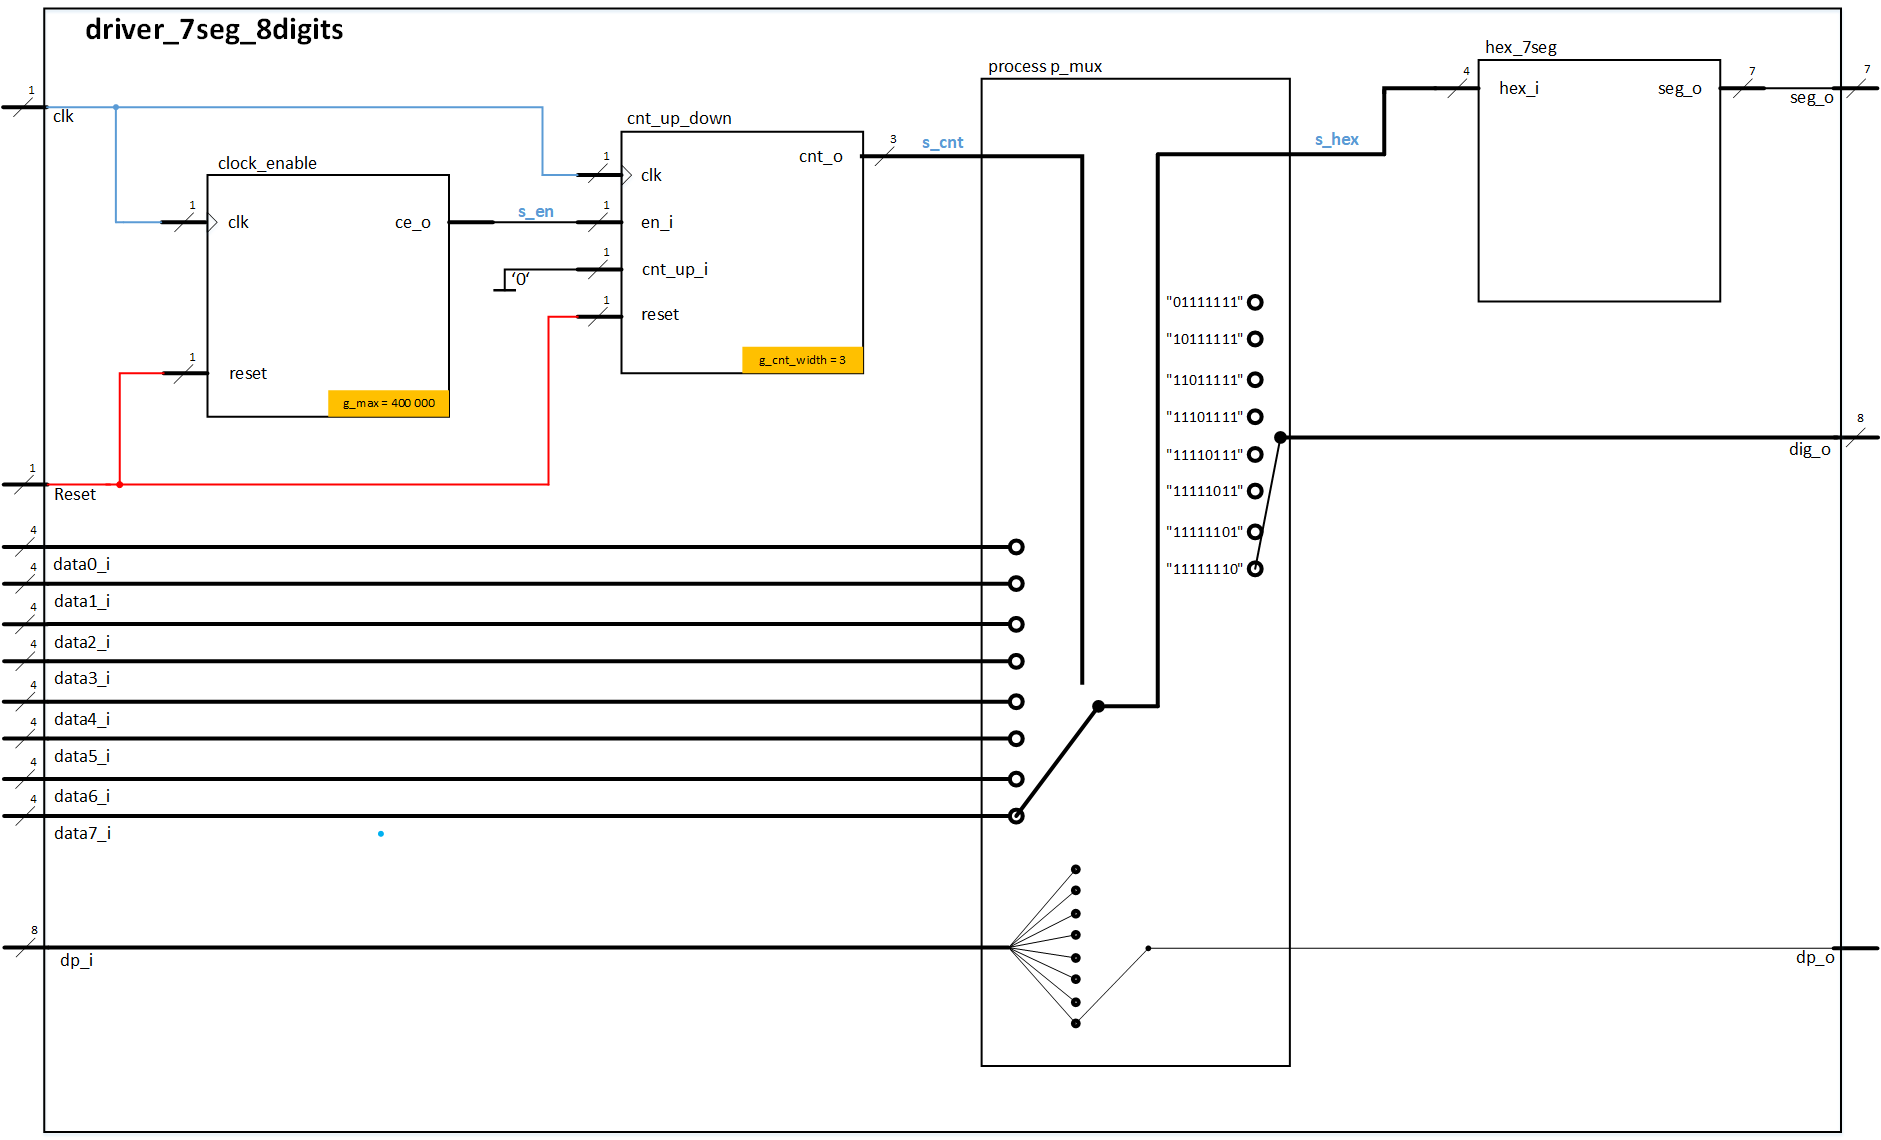 driver_7seg_8digits
hex_7seg
process p_mux
4
hex_i
seg_o
7
7
seg_o
1
clk
cnt_up_down
cnt_o
3
s_cnt
s_hex
1
clk
clock_enable
1
clk
ce_o
s_en
1
en_i
1
cnt_up_i
'0'
1
reset
g_cnt_width = 3
1
reset
g_max = 400 000
"01111111"
"10111111"
"11011111"
"11101111"
"11110111"
"11111011"
"11111101"
"11111110"
8
dig_o
1
Reset
4
data0_i
4
data1_i
4
data2_i
4
data3_i
4
data4_i
4
data5_i
4
data6_i
4
data7_i
8
dp_i
dp_o